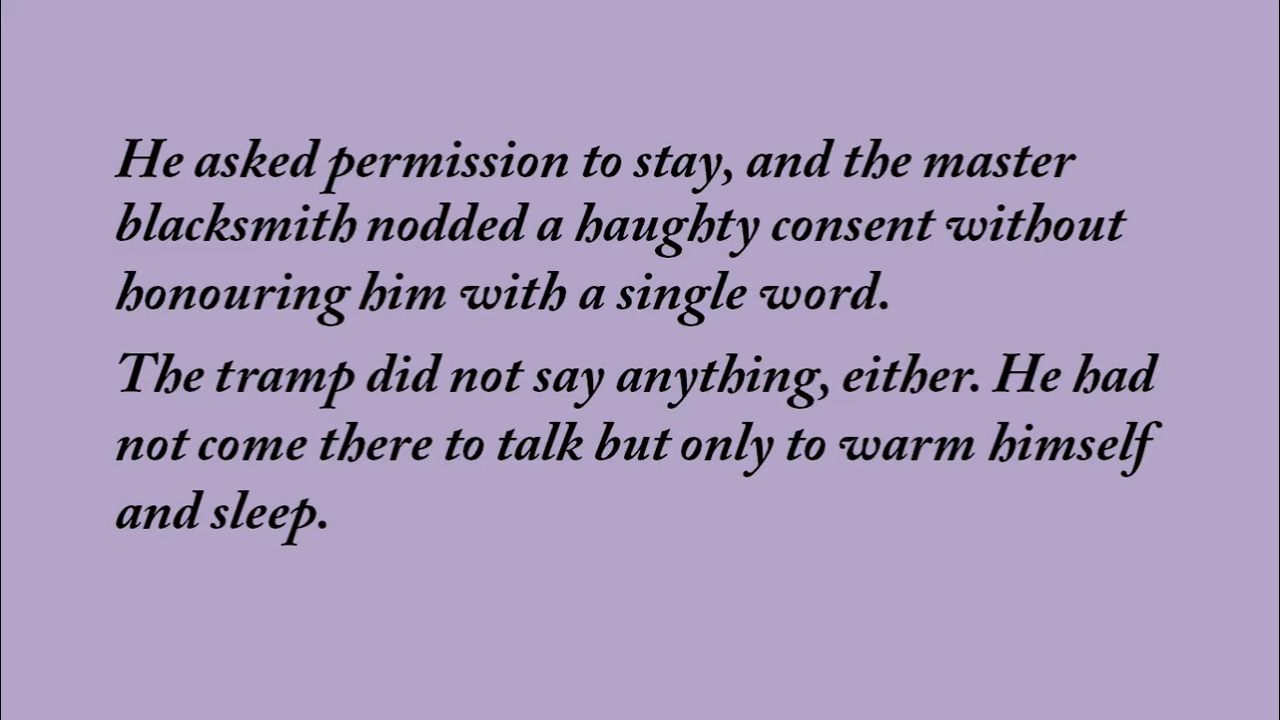 He asked permission to stay, and the master
blacksmith nodded a haughty consent without
honouring him with a single word.
The tramp did not say anything, either. He had
not come there to talk but only to warm himself
and sleep.